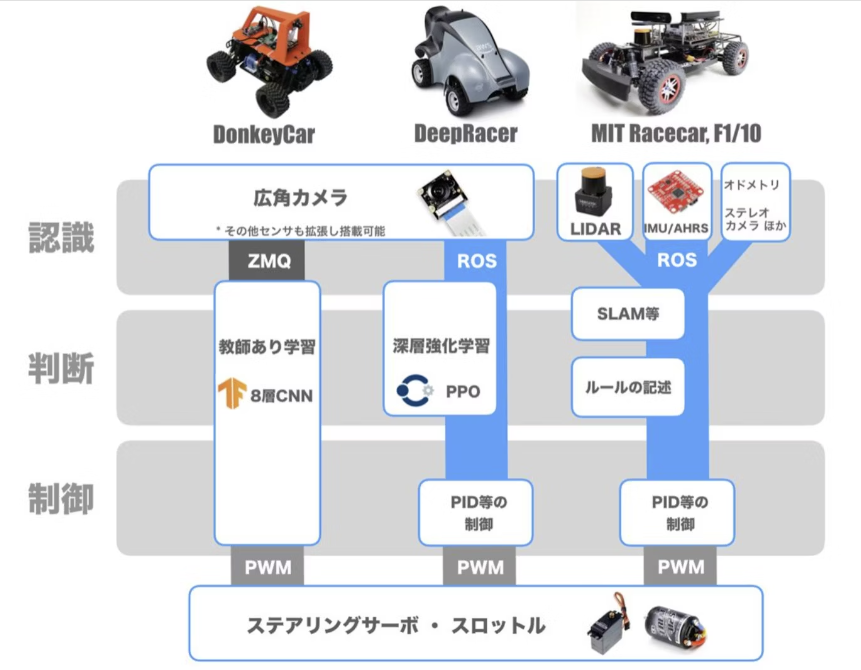 DonkeyCar
DeepRacer
MIT Racecar, F1/10
認識
広角カメラ
* その他センサも拡張し搭載可能
LIDAR
IMU/AHRS
オドメトリ
ステレオ
カメラ ほか
ZMQ
ROS
ROS
判断
教師あり学習
8層CNN
深層強化学習
PPO
SLAM等
ルールの記述
制御
PID等の
制御
PID等の
制御
PWM
PWM
PWM
ステアリングサーボ ・ スロットル